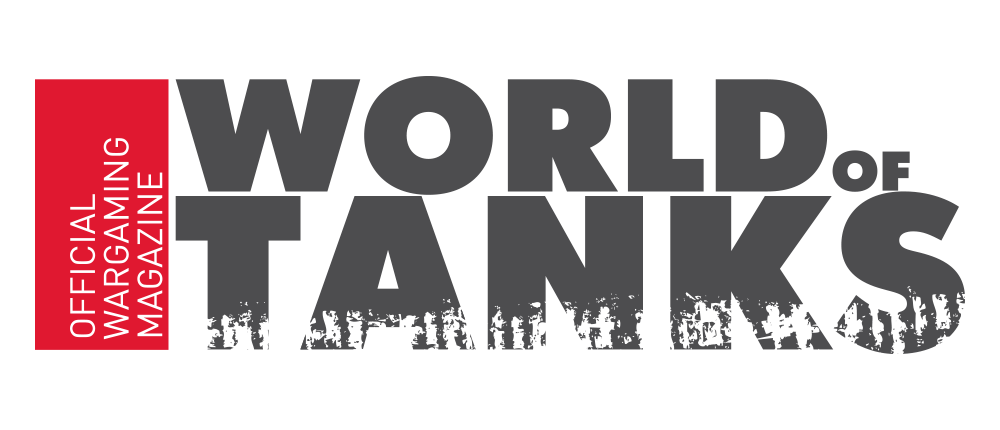 OFFICIAL
WARGAMING
MAGAZINE
WORLD OF
TANKS